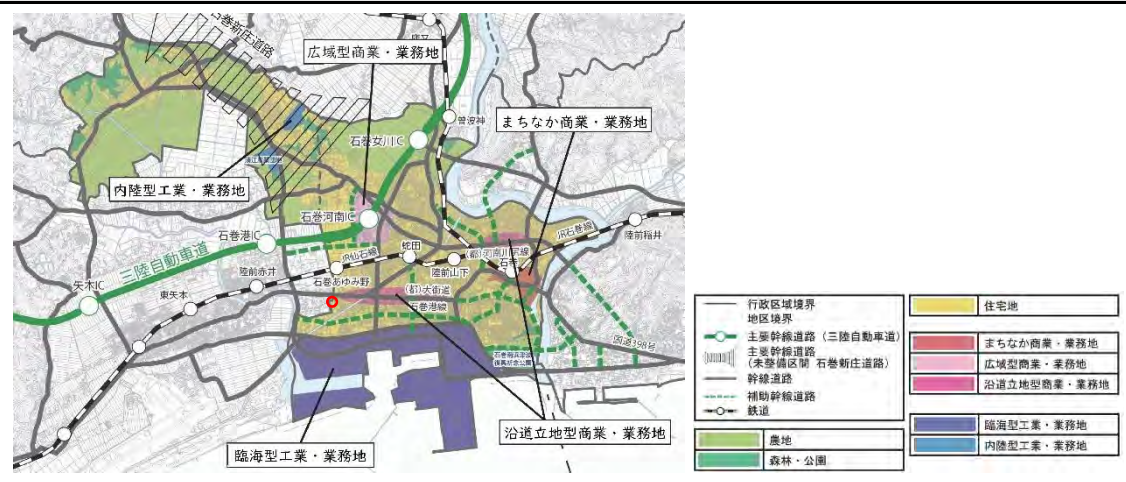 石巻新庄道路
広域型商業・業務地
曽波神
まちなか商業・業務地
石巻女川IC
内陸型工業・業務地
石巻河南IC
石巻港IC
JR石巻線
陸前稲井
三陸自動車道
JR仙石線
蛇田
陸前山下
石巻あゆみ野
陸前赤井
矢本IC
東矢本
(都)大街道
石巻港線
国道398号
沿道立地型商業・業務地
臨海型工業・業務地
行政区域境界
地区境界
主要幹線道路(三陸自動車道)
主要幹線道路
(未整備区間 石巻新庄道路)
幹線道路
補助幹線道路
鉄道
農地
森林・公園
住宅地
まちなか商業・業務地
広域型商業・業務地
沿道立地型商業・業務地
臨海型工業・業務地
内陸型工業・業務地